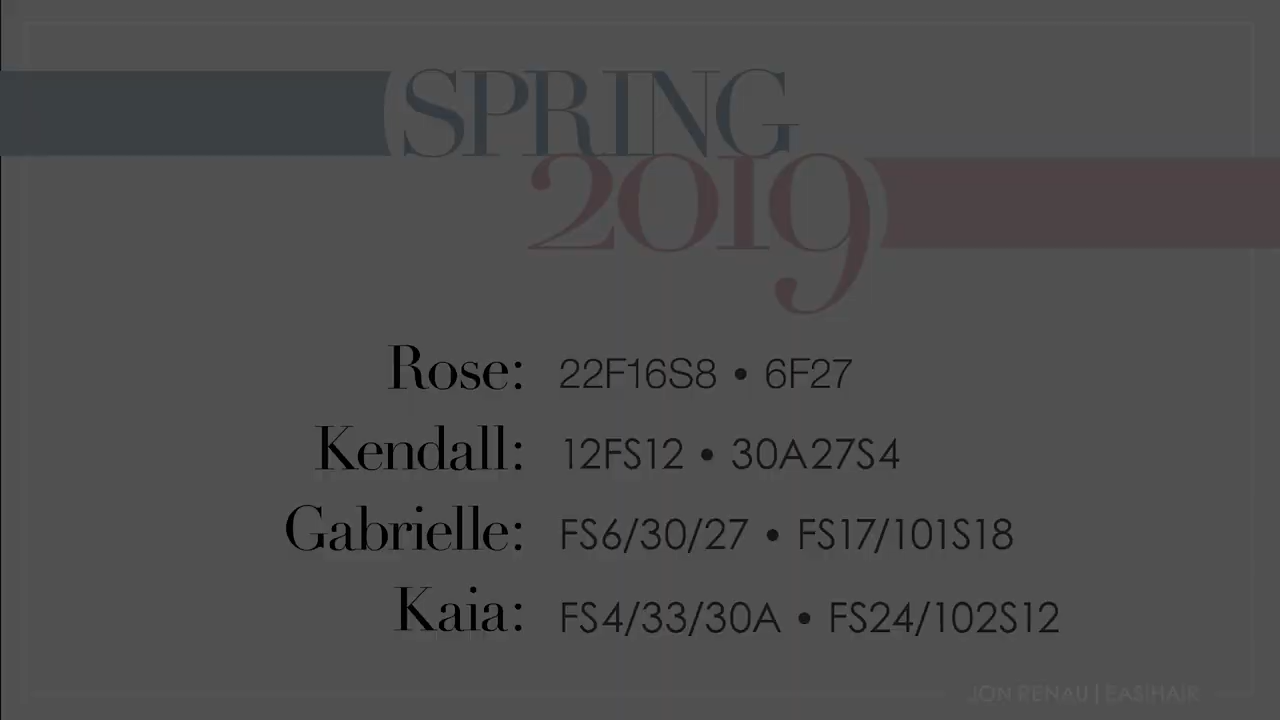 SPRING
2019
Rose: 22F16S8 • 6F27
Kendall: 12FS12 • 30A27S4
Gabrielle: FS6/30/27 • FS17/101S18
Kaia: FS4/33/30A • FS24/102S12
JON RENAU | EASIHAIR